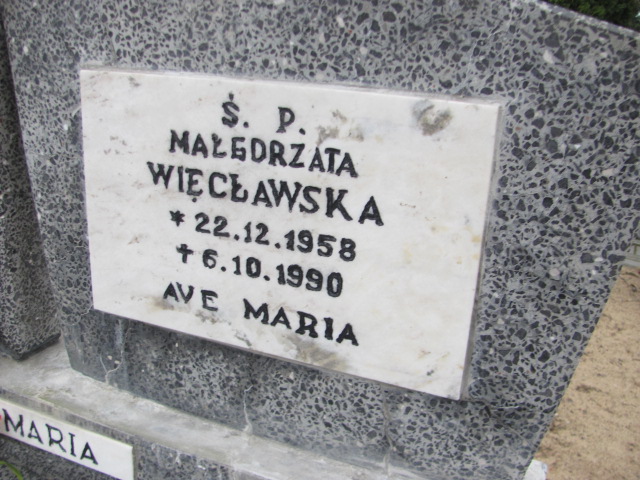 Ś. P.
MAŁGORZATA
WIĘCŁAWSKA
* 22.12.1958
+ 6.10.1990
AVE MARIA
MARIA